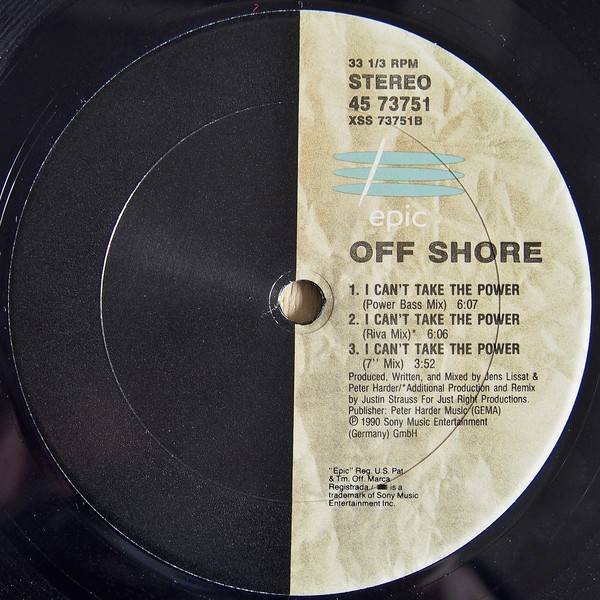 33 1/3 RPM
STEREO
45 73751
XSS 73751B
epic
OFF SHORE
1. I CAN'T TAKE THE POWER
(Power Bass Mix) 6:07
2. I CAN'T TAKE THE POWER
(Riva Mix)* 6:06
3. I CAN'T TAKE THE POWER
(7'' Mix) 3:52
Produced, Written, and Mixed by Jens Lissat &
Peter Harder/*Additional Production and Remix
by Justin Strauss For Just Right Productions.
Publisher: Peter Harder Music (GEMA)
℗ 1990 Sony Music Entertainment
(Germany) GmbH
"Epic" Reg. U.S. Pat.
& Tm. Off. Marca
Registrada./ is a
trademark of Sony Music
Entertainment Inc.